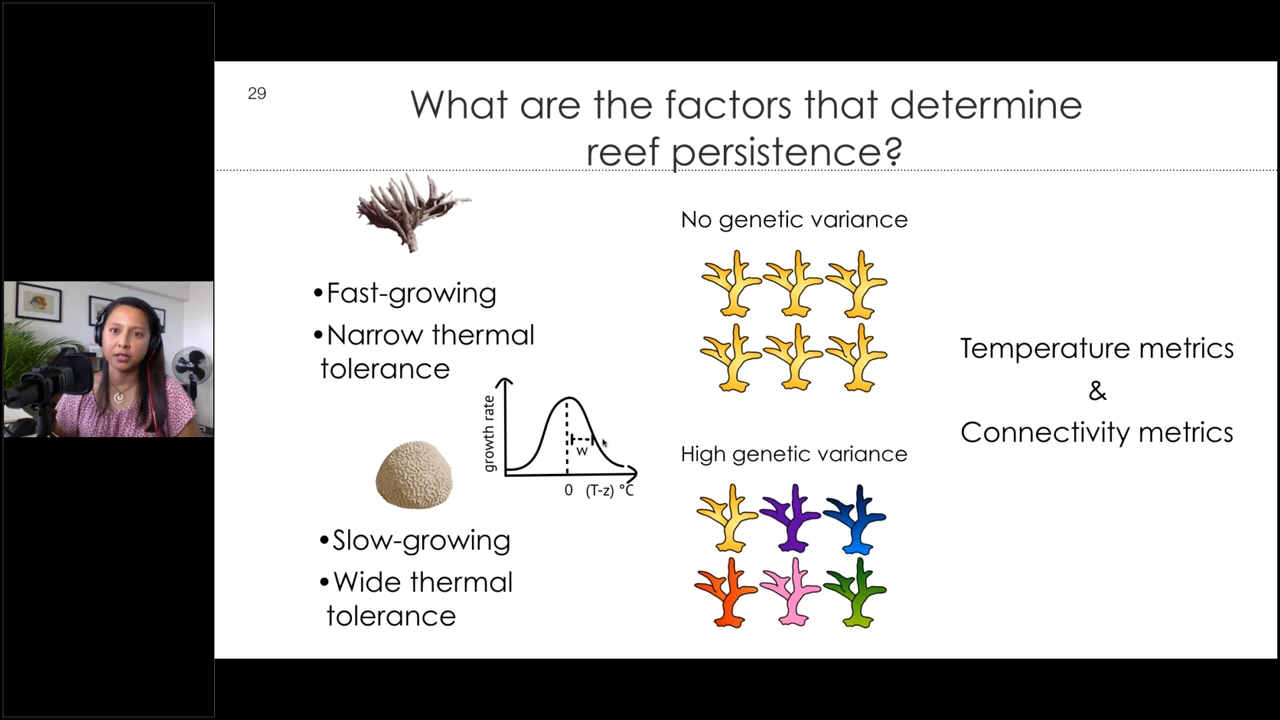 29
What are the factors that determine
reef persistence?
•Fast-growing
•Narrow thermal
tolerance
growth rate
w
0 (T-z) °C
•Slow-growing
•Wide thermal
tolerance
No genetic variance
High genetic variance
Temperature metrics
&
Connectivity metrics